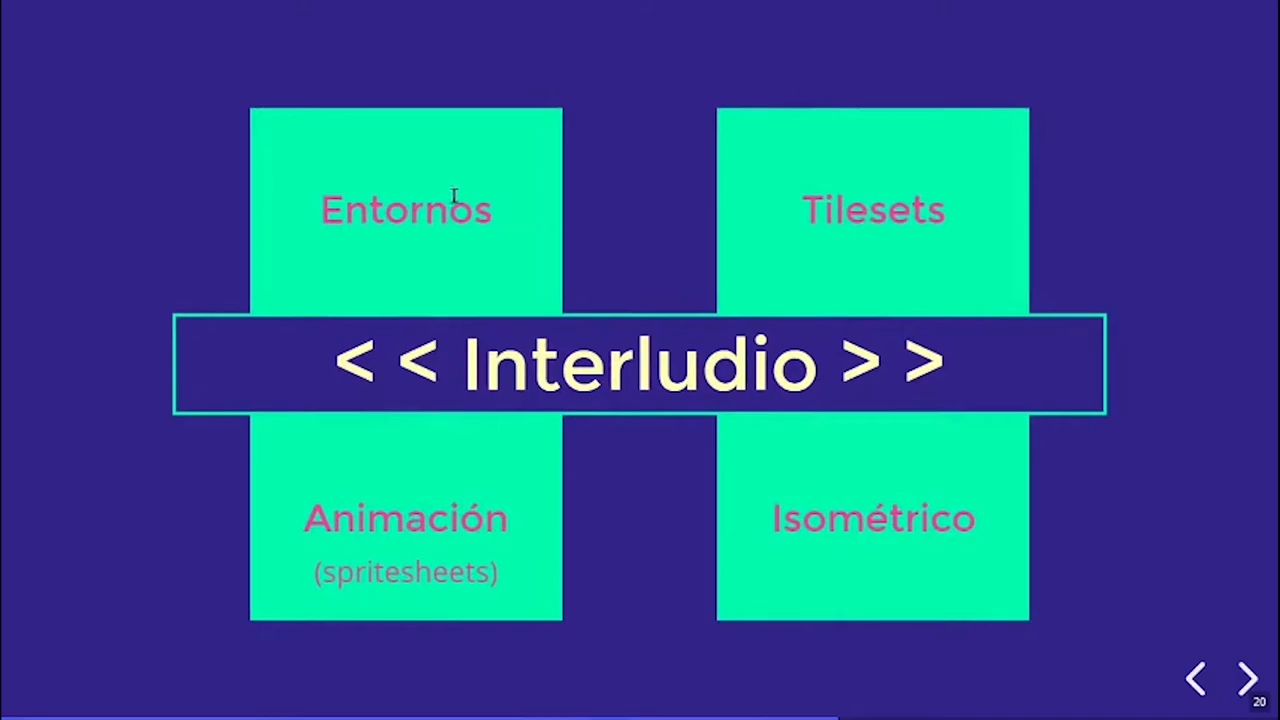 Entornos
Tilesets
< < Interludio > >
Animación
(spritesheets)
Isométrico
20